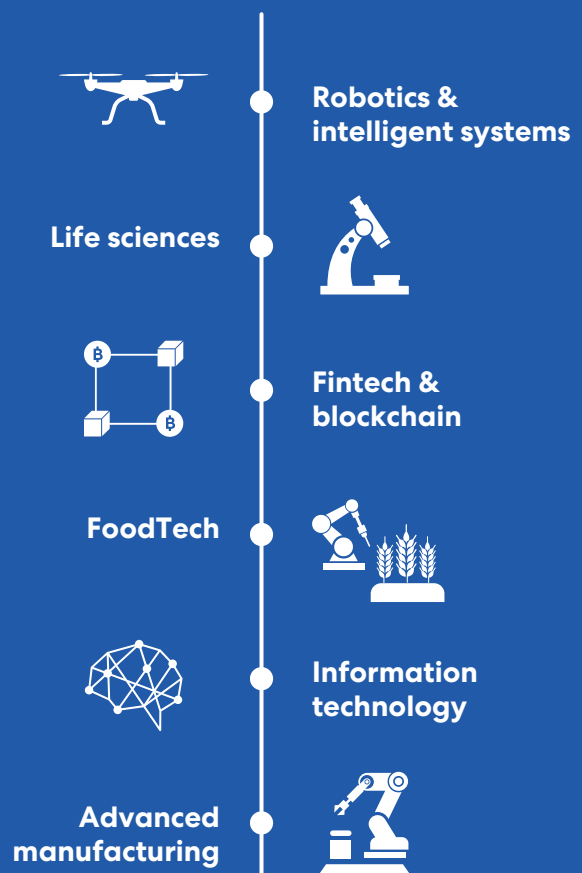 Robotics &
intelligent systems
Life sciences
₿
Fintech &
blockchain
₿
FoodTech
Information
technology
Advanced
manufacturing